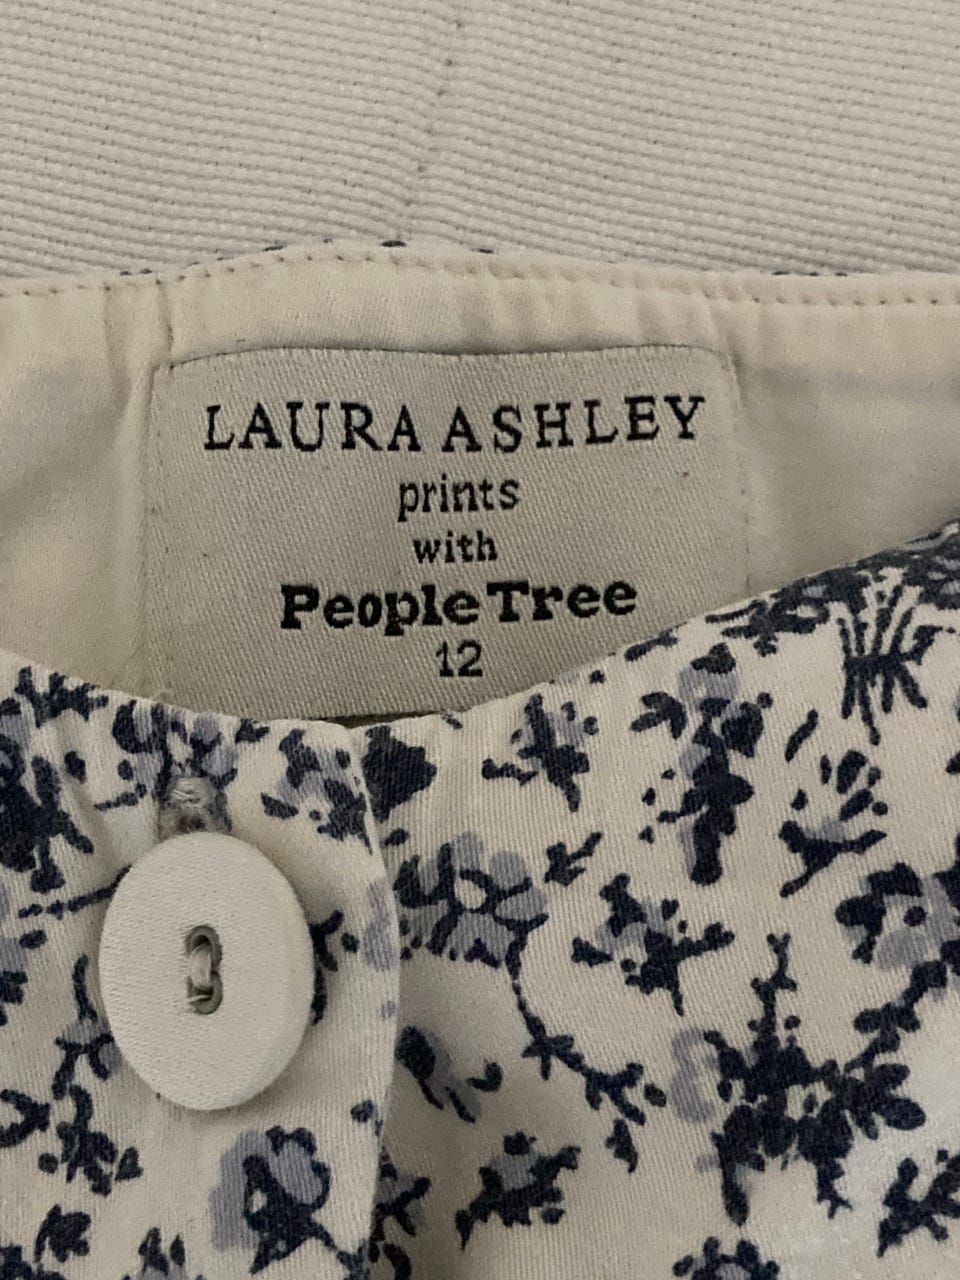 LAURA ASHLEY
prints
with
People Tree
12